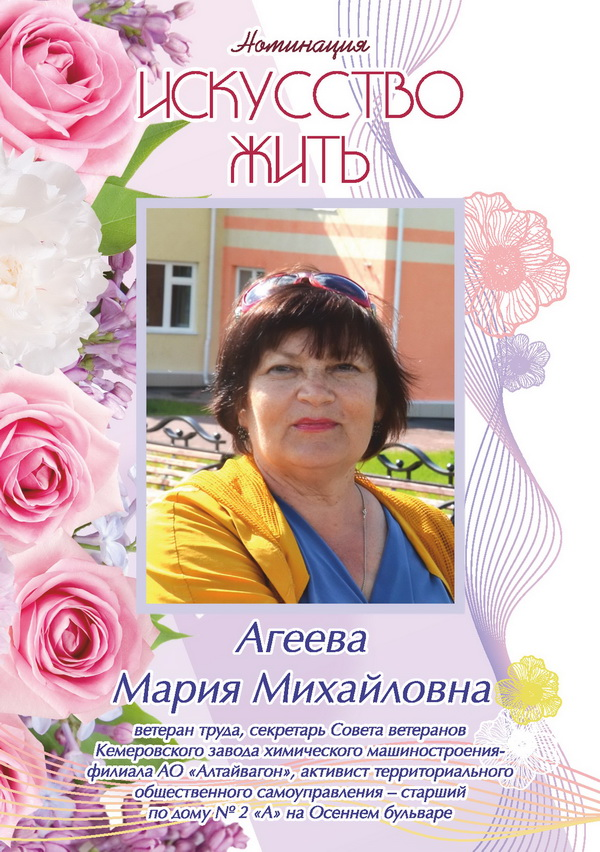 Номинация
ИСКУССТВО
ЖИТЬ
Агеева
Мария Михайловна
ветеран труда, секретарь Совета ветеранов
Кемеровского завода химического машиностроения-
филиала АО «Алтайвагон», активист территориального
общественного самоуправления – старший
по дому № 2 «А» на Осеннем бульваре